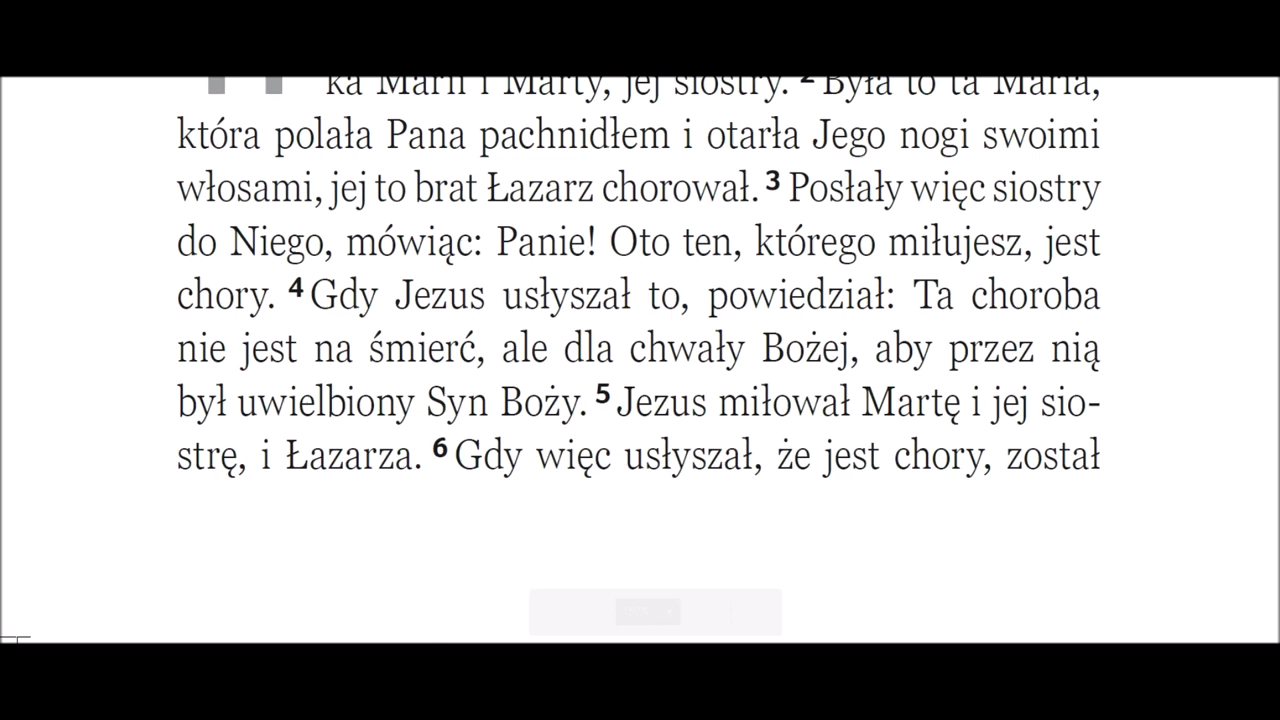 ka Marii i Marty, jej siostry. 2 Była to ta Maria,
która polała Pana pachnidłem i otarła Jego nogi swoimi
włosami, jej to brat Łazarz chorował. 3 Posłały więc siostry
do Niego, mówiąc: Panie! Oto ten, którego miłujesz, jest
chory. 4 Gdy Jezus usłyszał to, powiedział: Ta choroba
nie jest na śmierć, ale dla chwały Bożej, aby przez nią
był uwielbiony Syn Boży. 5 Jezus miłował Martę i jej sio-
strę, i Łazarza. 6 Gdy więc usłyszał, że jest chory, został